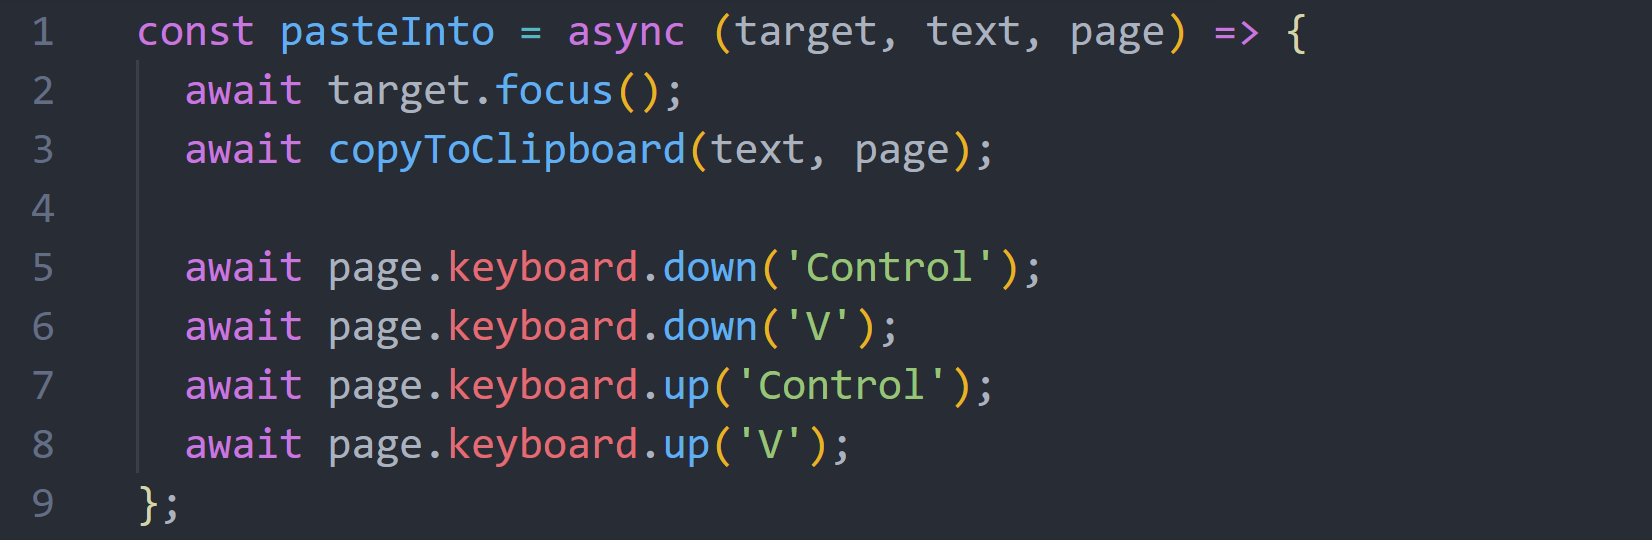 1 const pasteInto = async (target, text, page) => {
2 await target.focus();
3 await copyToClipboard(text, page);
4
5 await page.keyboard.down('Control');
6 await page.keyboard.down('V');
7 await page.keyboard.up('Control');
8 await page.keyboard.up('V');
9 };